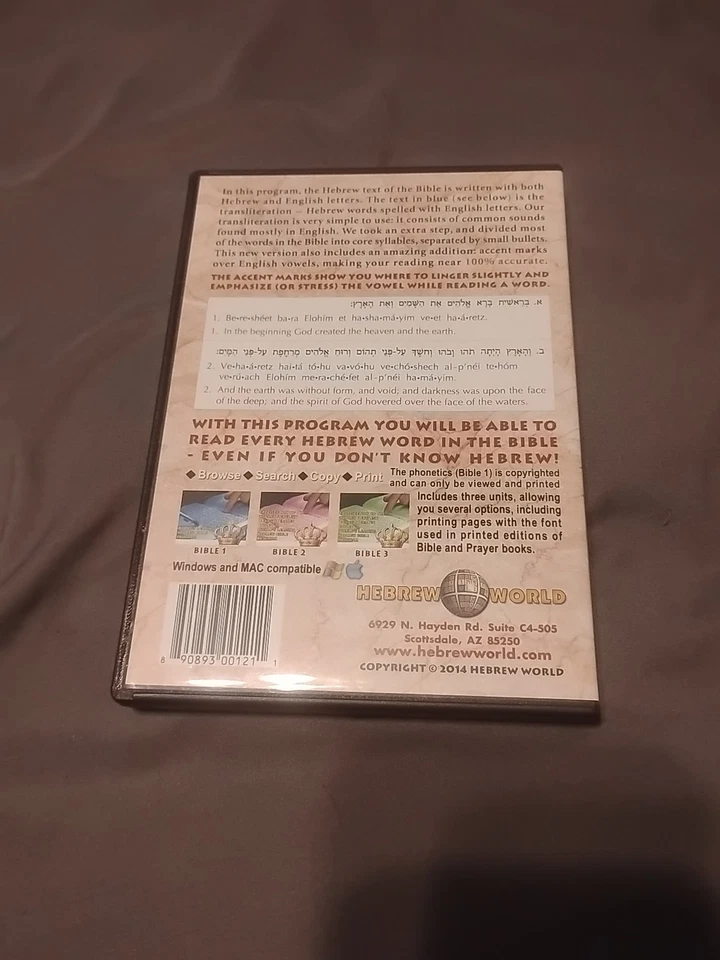 In this program, the Hebrew text of the Bible is written with both
Hebrew and English letters. The text in blue (see below) is the
transliteration – Hebrew words spelled with English letters. Our
transliteration is very simple to use: it consists of common sounds
found mostly in English. We took an extra step, and divided most
of the words in the Bible into core syllables, separated by small bullets.
This new version also includes an amazing addition: accent marks
over English vowels, making your reading near 100% accurate.
THE ACCENT MARKS SHOW YOU WHERE TO LINGER SLIGHTLY AND
EMPHASIZE (OR STRESS) THE VOWEL WHILE READING A WORD.
א. בְּרֵאשִׁית בָּרָא אֱלֹהִים אֵת הַשָּׁמַיִם וְאֵת הָאָרֶץ:
1. Be•re•shéet ba•ra Elohím et ha•sha•má•yim ve•et ha•á•retz.
1. In the beginning God created the heaven and the earth.
ב. וְהָאָרֶץ הָיְתָה תֹהוּ וָבֹהוּ וְחֹשֶׁךְ עַל-פְּנֵי תְהוֹם וְרוּחַ אֱלֹהִים מְרַחֶפֶת עַל-פְּנֵי הַמָּיִם:
2. Ve•ha•á•retz hai•tá tó•hu va•vó•hu ve•chó•shech al-p'néi te•hóm
ve•rú•ach Elohím me•ra•ché•fet al-p'néi ha•má•yim.
2. And the earth was without form, and void; and darkness was upon the face
of the deep; and the spirit of God hovered over the face of the waters.
WITH THIS PROGRAM YOU WILL BE ABLE TO
READ EVERY HEBREW WORD IN THE BIBLE
- EVEN IF YOU DON'T KNOW HEBREW!
◆ Browse ◆ Search ◆ Copy ◆ Print
The phonetics (Bible 1) is copyrighted
and can only be viewed and printed
Includes three units, allowing
you several options, including
printing pages with the font
used in printed editions of
Bible and Prayer books.
BIBLE 1
BIBLE 2
BIBLE 3
Windows and MAC compatible
HEBREW WORLD
8 90893 00121 1
6929 N. Hayden Rd. Suite C4-505
Scottsdale, AZ 85250
www.hebrewworld.com
COPYRIGHT © 2014 HEBREW WORLD